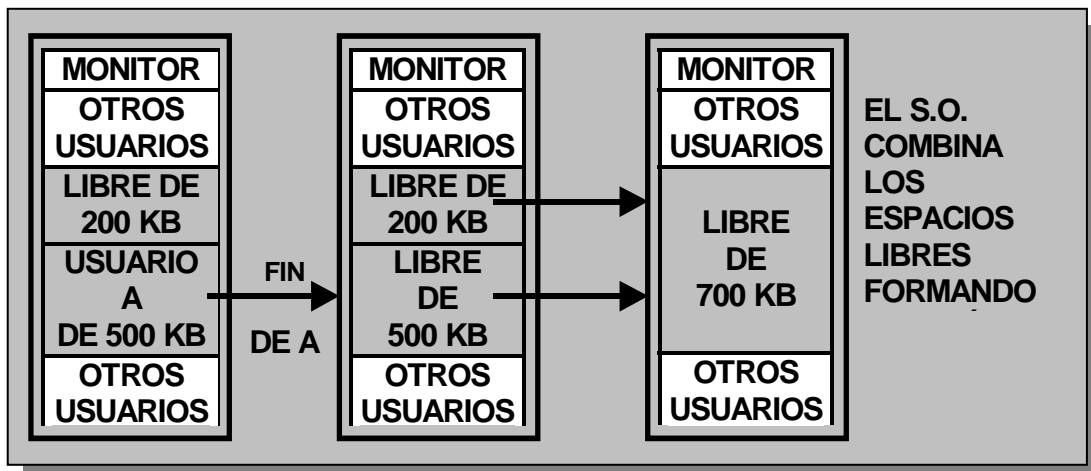 MONITOR
OTROS
USUARIOS
LIBRE DE
200 KB
USUARIO
A
DE 500 KB
OTROS
USUARIOS
FIN
DE A
MONITOR
OTROS
USUARIOS
LIBRE DE
200 KB
LIBRE
DE
500 KB
OTROS
USUARIOS
MONITOR
OTROS
USUARIOS
LIBRE
DE
700 KB
OTROS
USUARIOS
EL S.O.
COMBINA
LOS
ESPACIOS
LIBRES
FORMANDO